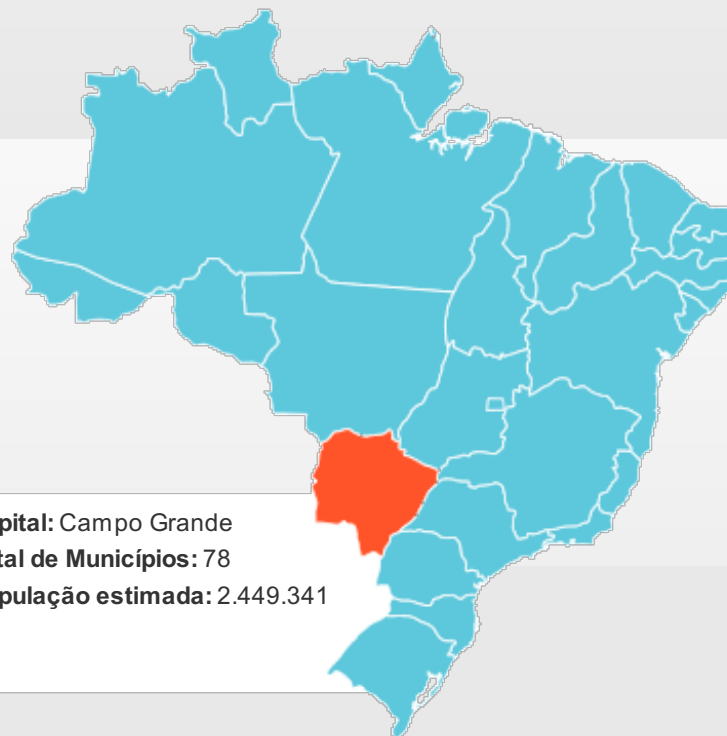 pital: Campo Grande
tal de Municípios: 78
pulação estimada: 2.449.341